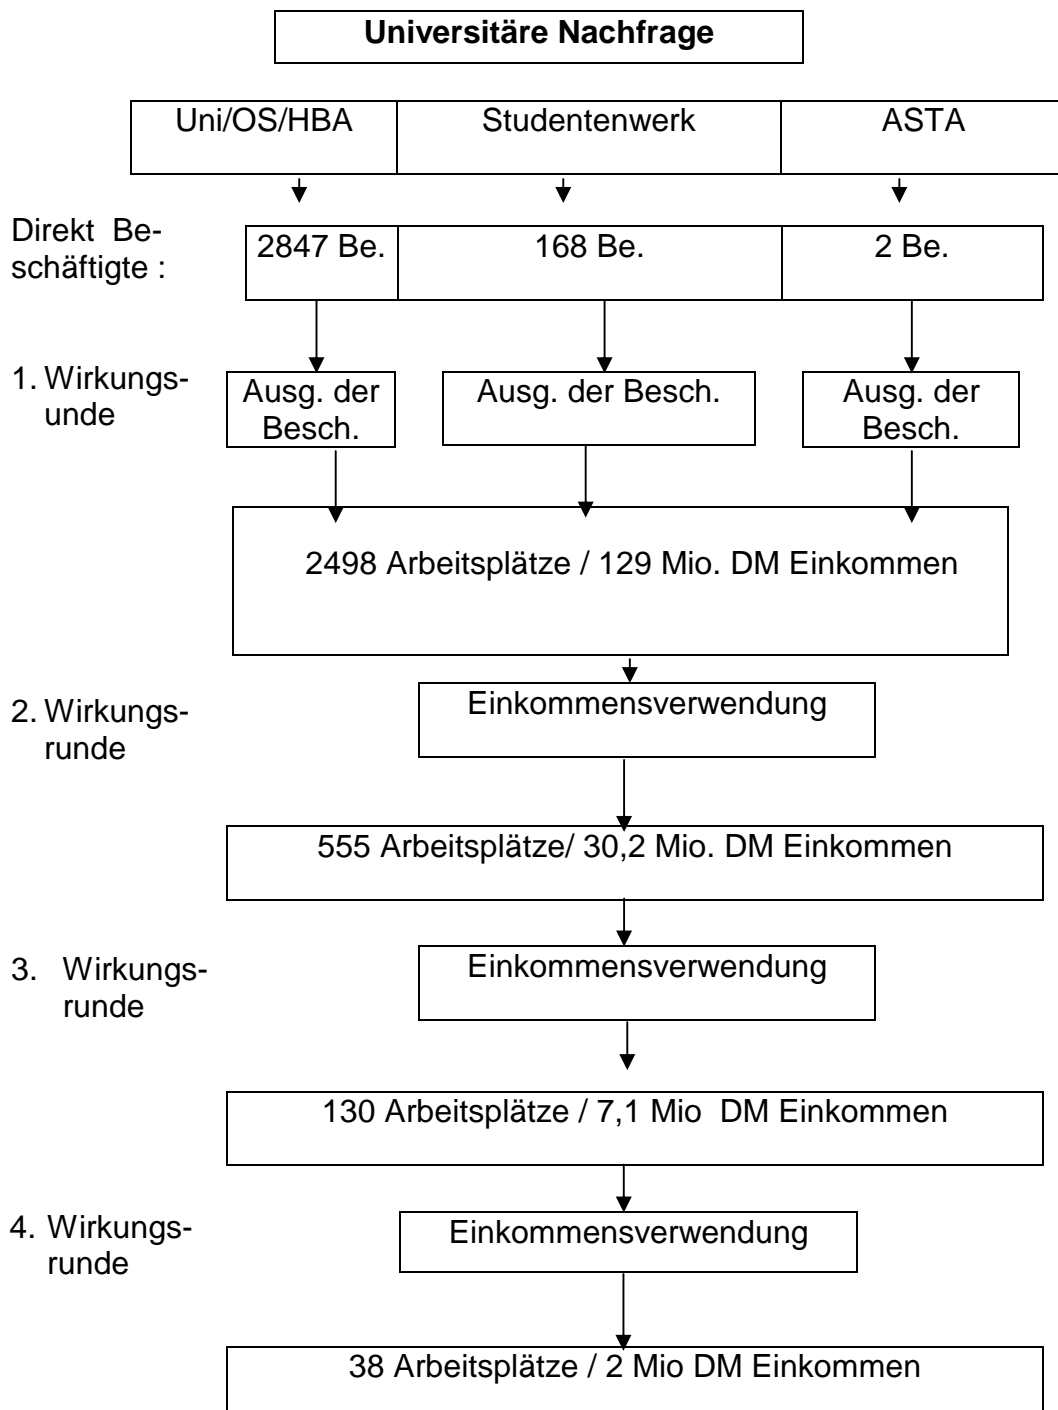 Universitäre Nachfrage
Uni/OS/HBA Studentenwerk ASTA
Direkt Be-
schäftigte :
2847 Be. 168 Be. 2 Be.
1. Wirkungs-
unde
Ausg. der
Besch.
Ausg. der Besch.
Ausg. der
Besch.
2498 Arbeitsplätze / 129 Mio. DM Einkommen
2. Wirkungs-
runde
Einkommensverwendung
555 Arbeitsplätze/ 30,2 Mio. DM Einkommen
3. Wirkungs-
runde
Einkommensverwendung
130 Arbeitsplätze / 7,1 Mio DM Einkommen
4. Wirkungs-
runde
Einkommensverwendung
38 Arbeitsplätze / 2 Mio DM Einkommen